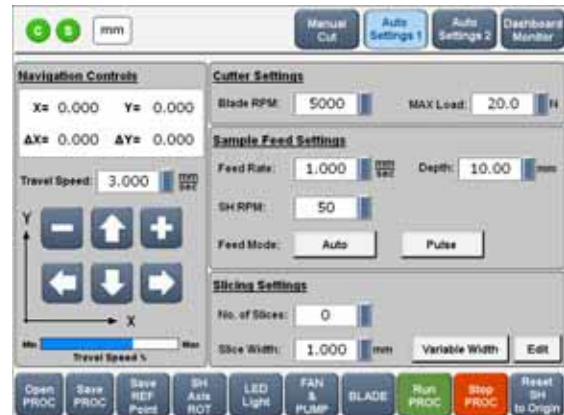 C S mm
Manual Cut
Auto Settings 1
Auto Settings 2
Dashboard Monitor
Navigation Controls
X= 0.000 Y= 0.000
ΔX= 0.000 ΔY= 0.000
Travel Speed: 3.000 mm/sec
Y
X
Min Max
Travel Speed %
Cutter Settings
Blade RPM: 5000 MAX Load: 20.0 N
Sample Feed Settings
Feed Rate: 1.000 mm/sec Depth: 10.00 mm
SH RPM: 50
Feed Mode: Auto Pulse
Slicing Settings
No. of Slices: 0
Slice Width: 1.000 mm Variable Width Edit
Open PROC
Save PROC
Save REF Point
SH Axis ROT
LED Light
FAN & PUMP
BLADE
Run PROC
Stop PROC
Reset SH to Origin